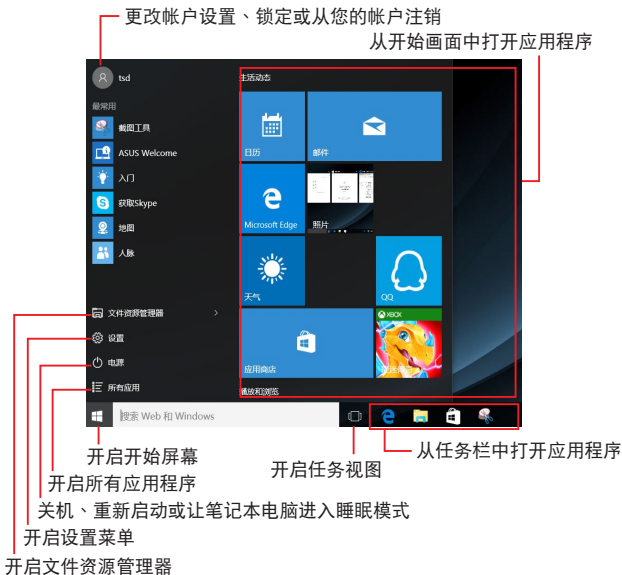 更改帐户设置、锁定或从您的帐户注销
从开始画面中打开应用程序
tsd
生活动态
最常用
截图工具
ASUS Welcome
入门
获取Skype
地图
人脉
日历
邮件
Microsoft Edge
照片
天气
QQ
XBOX
应用商店
播放和浏览
文件资源管理器
设置
电源
所有应用
搜索 Web 和 Windows
开启开始屏幕
开启任务视图
从任务栏中打开应用程序
开启所有应用程序
关机、重新启动或让笔记本电脑进入睡眠模式
开启设置菜单
开启文件资源管理器